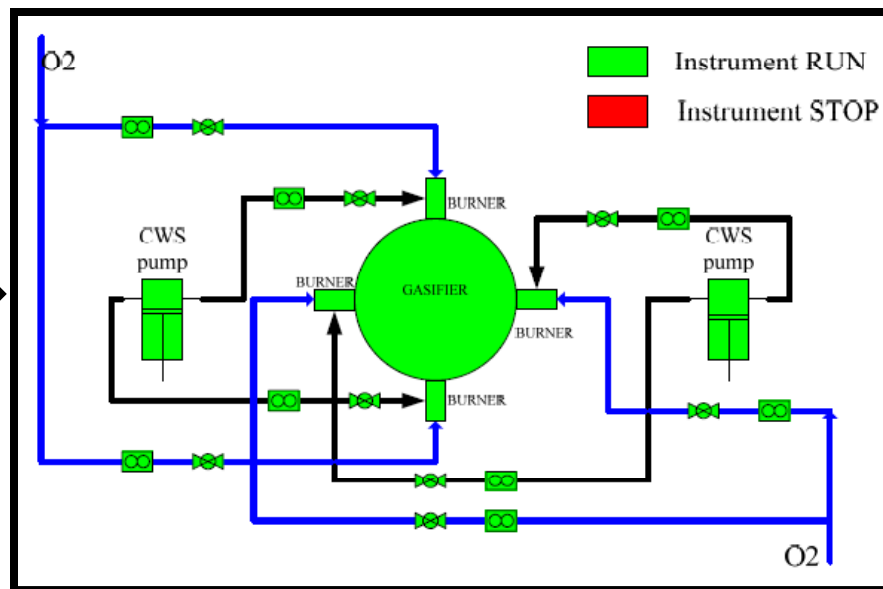 O2
Instrument RUN
Instrument STOP
BURNER
CWS
pump
CWS
pump
BURNER
GASIFIER
BURNER
BURNER
O2